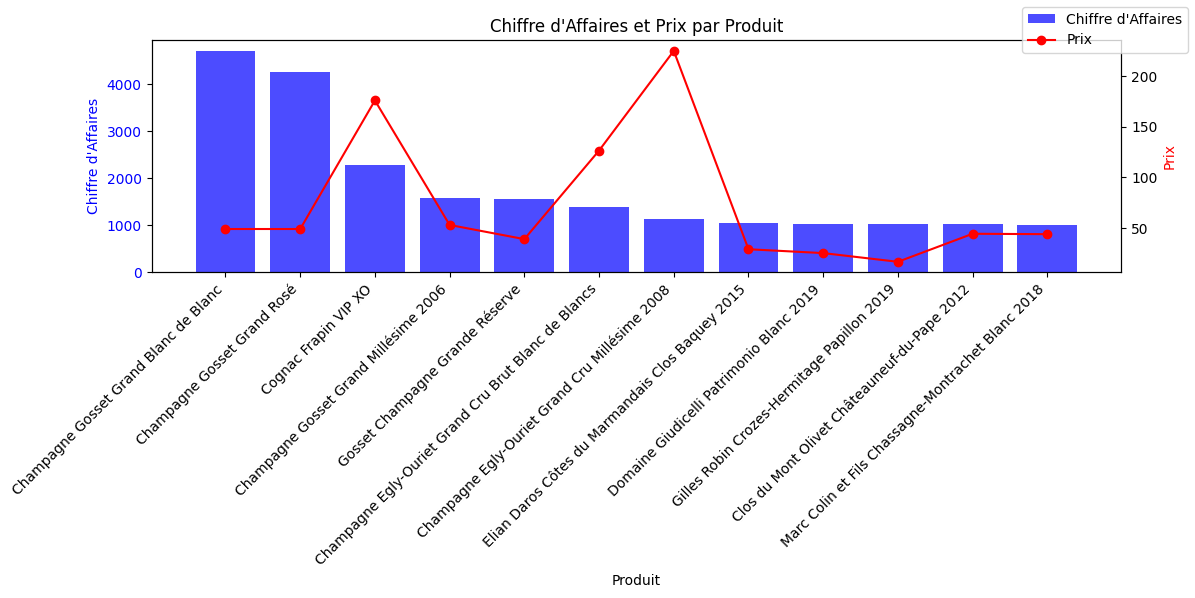 Chiffre d'Affaires et Prix par Produit
Chiffre d'Affaires
Prix
Chiffre d'Affaires
4000
3000
2000
1000
0
200
150
100
50
Prix
Champagne Gosset Grand Blanc de Blanc
Champagne Gosset Grand Rosé
Cognac Frapin VIP XO
Champagne Gosset Grand Millésime 2006
Gosset Champagne Grande Réserve
Champagne Egly-Ouriet Grand Cru Brut Blanc de Blancs
Champagne Egly-Ouriet Grand Cru Millésime 2008
Elian Daros Côtes du Marmandais Clos Baquey 2015
Domaine Giudicelli Patrimonio Blanc 2019
Gilles Robin Crozes-Hermitage Papillon 2019
Clos du Mont Olivet Châteauneuf-du-Pape 2012
Marc Colin et Fils Chassagne-Montrachet Blanc 2018
Produit